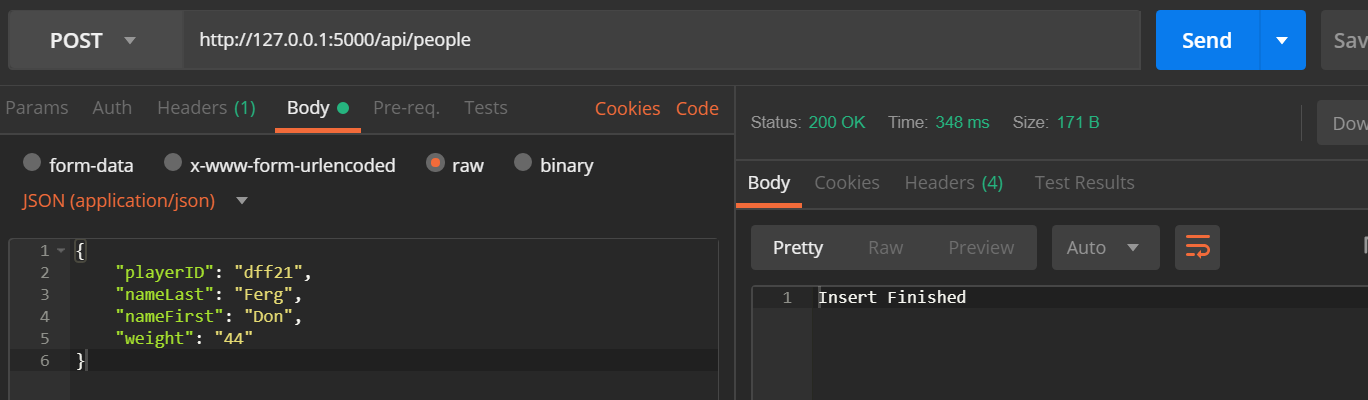 POST http://127.0.0.1:5000/api/people Send Sav
Params Auth Headers (1) Body Pre-req. Tests Cookies Code
form-data x-www-form-urlencoded raw binary
JSON (application/json)
1 {
2 "playerID": "dff21",
3 "nameLast": "Ferg",
4 "nameFirst": "Don",
5 "weight": "44"
6 }
Status: 200 OK Time: 348 ms Size: 171 B Dow
Body Cookies Headers (4) Test Results
Pretty Raw Preview Auto
1 Insert Finished